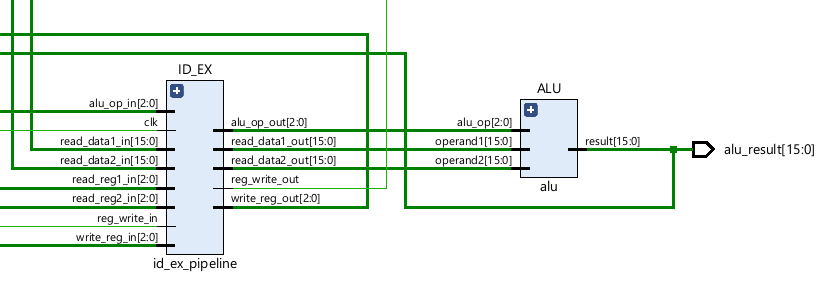 ID_EX
alu_op_in[2:0]
clk
read_data1_in[15:0]
read_data2_in[15:0]
read_reg1_in[2:0]
read_reg2_in[2:0]
reg_write_in
write_reg_in[2:0]
alu_op_out[2:0]
read_data1_out[15:0]
read_data2_out[15:0]
reg_write_out
write_reg_out[2:0]
id_ex_pipeline
ALU
alu_op[2:0]
operand1[15:0]
operand2[15:0]
result[15:0]
alu
alu_result[15:0]